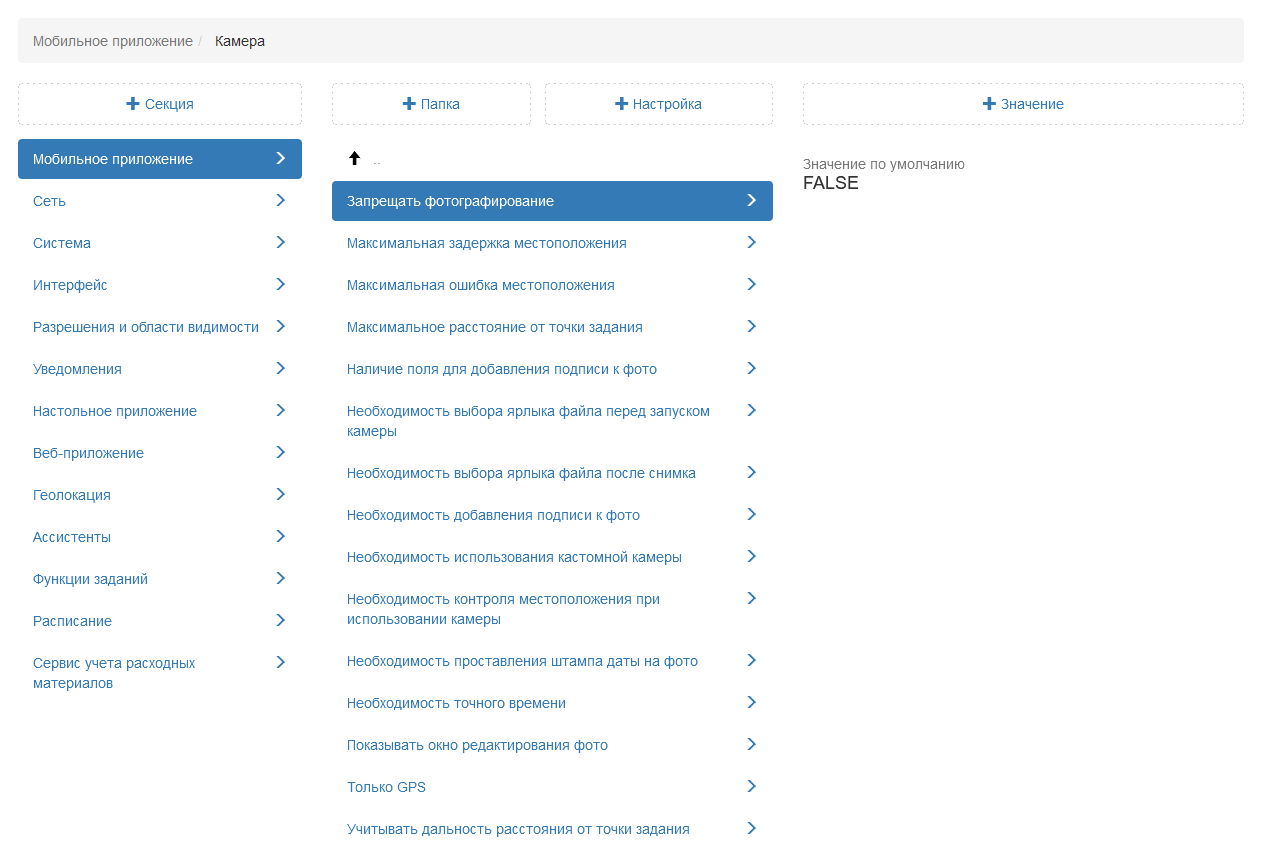 Мобильное приложение / Камера
Секция
Папка
Настройка
Значение
Мобильное приложение
Сеть
Система
Интерфейс
Разрешения и области видимости
Уведомления
Настольное приложение
Веб-приложение
Геолокация
Ассистенты
Функции заданий
Расписание
Сервис учета расходных
материалов
..
Запрещать фотографирование
Максимальная задержка местоположения
Максимальная ошибка местоположения
Максимальное расстояние от точки задания
Наличие поля для добавления подписи к фото
Необходимость выбора ярлыка файла перед запуском
камеры
Необходимость выбора ярлыка файла после снимка
Необходимость добавления подписи к фото
Необходимость использования кастомной камеры
Необходимость контроля местоположения при
использовании камеры
Необходимость проставления штампа даты на фото
Необходимость точного времени
Показывать окно редактирования фото
Только GPS
Учитывать дальность расстояния от точки задания
Значение по умолчанию
FALSE